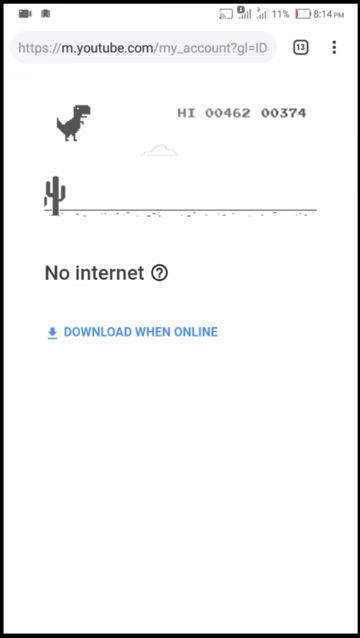 11% 8:14 PM
https://m.youtube.com/my_account?gl=ID
13
HI 00462 00374
No internet
DOWNLOAD WHEN ONLINE